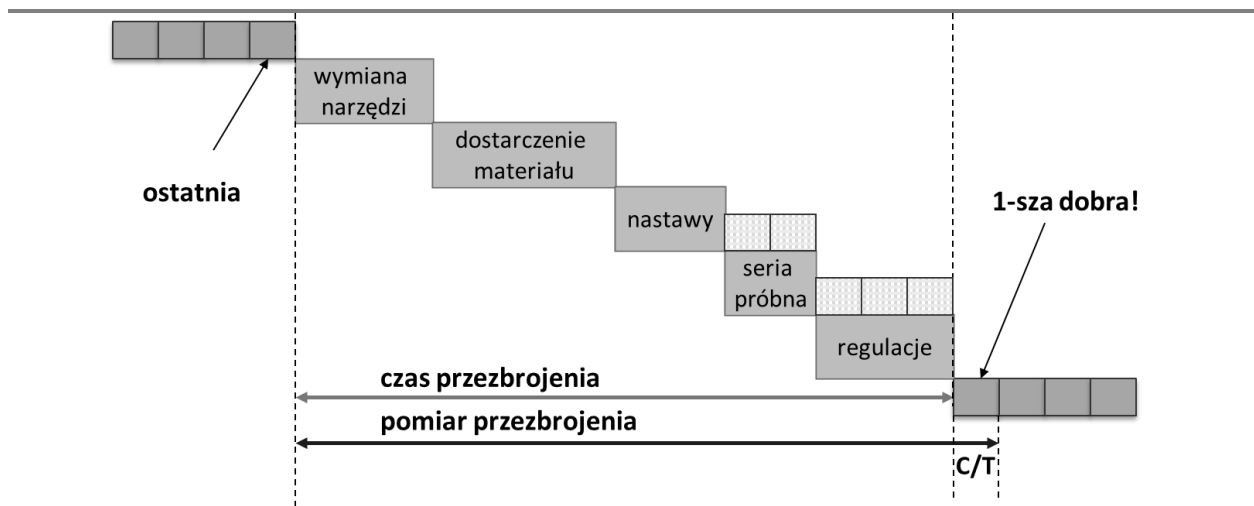 wymiana
narzędzi
dostarczenie
materiału
ostatnia
nastawy
1-sza dobra!
seria
próbna
regulacje
czas przezbrojenia
pomiar przezbrojenia
C/T